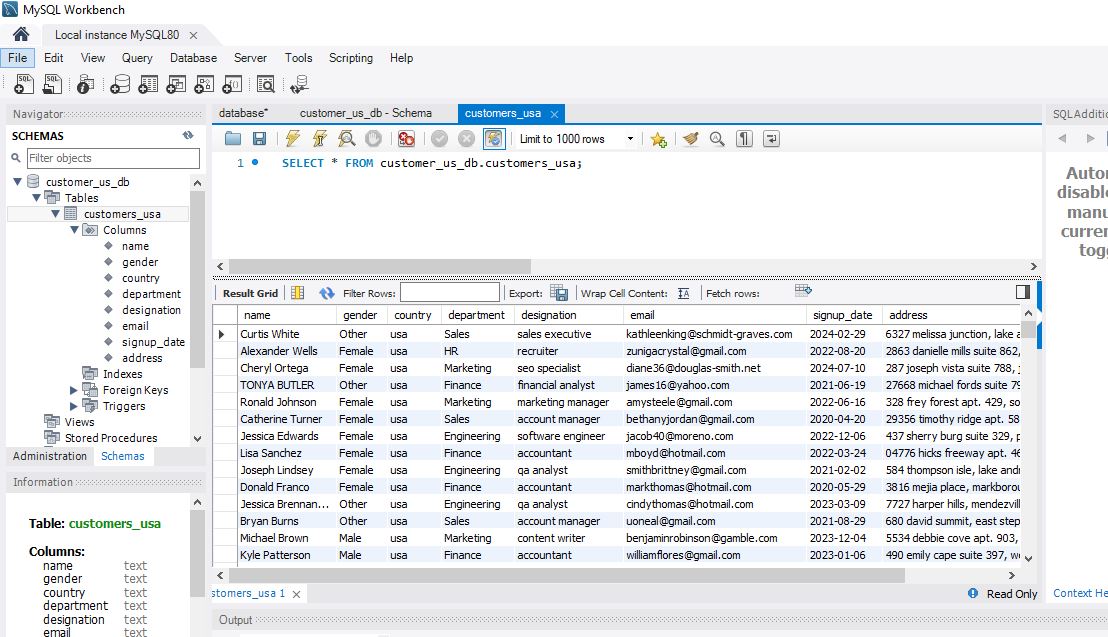 MySQL Workbench
Local instance MySQL80
File Edit View Query Database Server Tools Scripting Help
Navigator
SCHEMAS
Filter objects
customer_us_db
Tables
customers_usa
Columns
name
gender
country
department
designation
email
signup_date
address
Indexes
Foreign Keys
Triggers
Views
Stored Procedures
Administration Schemas
Information
Table: customers_usa
Columns:
name text
gender text
country text
department text
designation text
email text
database* customer_us_db - Schema customers_usa
Limit to 1000 rows
1 SELECT * FROM customer_us_db.customers_usa;
Result Grid Filter Rows: Export: Wrap Cell Content: IA Fetch rows:
name gender country department designation email signup_date address
Curtis White Other usa Sales sales executive kathleenking@schmidt-graves.com 2024-02-29 6327 melissa junction, lake
Alexander Wells Female usa HR recruiter zunigacrystal@gmail.com 2022-08-20 2863 danielle mills suite 862,
Cheryl Ortega Female usa Marketing seo specialist diane36@douglas-smith.net 2024-07-10 287 joseph vista suite 788,
TONYA BUTLER Other usa Finance financial analyst james16@yahoo.com 2021-06-19 27668 michael fords suite 79
Ronald Johnson Female usa Marketing marketing manager amysteele@gmail.com 2022-06-16 328 frey forest apt. 429, so
Catherine Turner Female usa Sales account manager bethanyjordan@gmail.com 2020-04-20 29356 timothy ridge apt. 58
Jessica Edwards Female usa Engineering software engineer jacob40@moreno.com 2022-12-06 437 sherry burg suite 329,
Lisa Sanchez Female usa Finance accountant mboyd@hotmail.com 2022-03-24 04776 hicks freeway apt. 46
Joseph Lindsey Female usa Engineering qa analyst smithbrittney@gmail.com 2021-02-02 584 thompson isle, lake and
Donald Franco Female usa Finance accountant markthomas@hotmail.com 2020-05-29 3816 mejia place, markborou
Jessica Brennan... Other usa Engineering qa analyst cindythomas@hotmail.com 2023-03-09 7727 harper hills, mendezvil
Bryan Burns Other usa Sales account manager uoneal@gmail.com 2021-08-29 680 david summit, east step
Michael Brown Male usa Marketing content writer benjaminrobinson@gamble.com 2023-12-04 5534 debbie cove apt. 903,
Kyle Patterson Male usa Finance accountant williamflores@gmail.com 2023-01-06 490 emily cape suite 397, w
stomers_usa 1 Read Only
Output
SQLAdditio
Autor
disable
manu
curren
togg
Context He